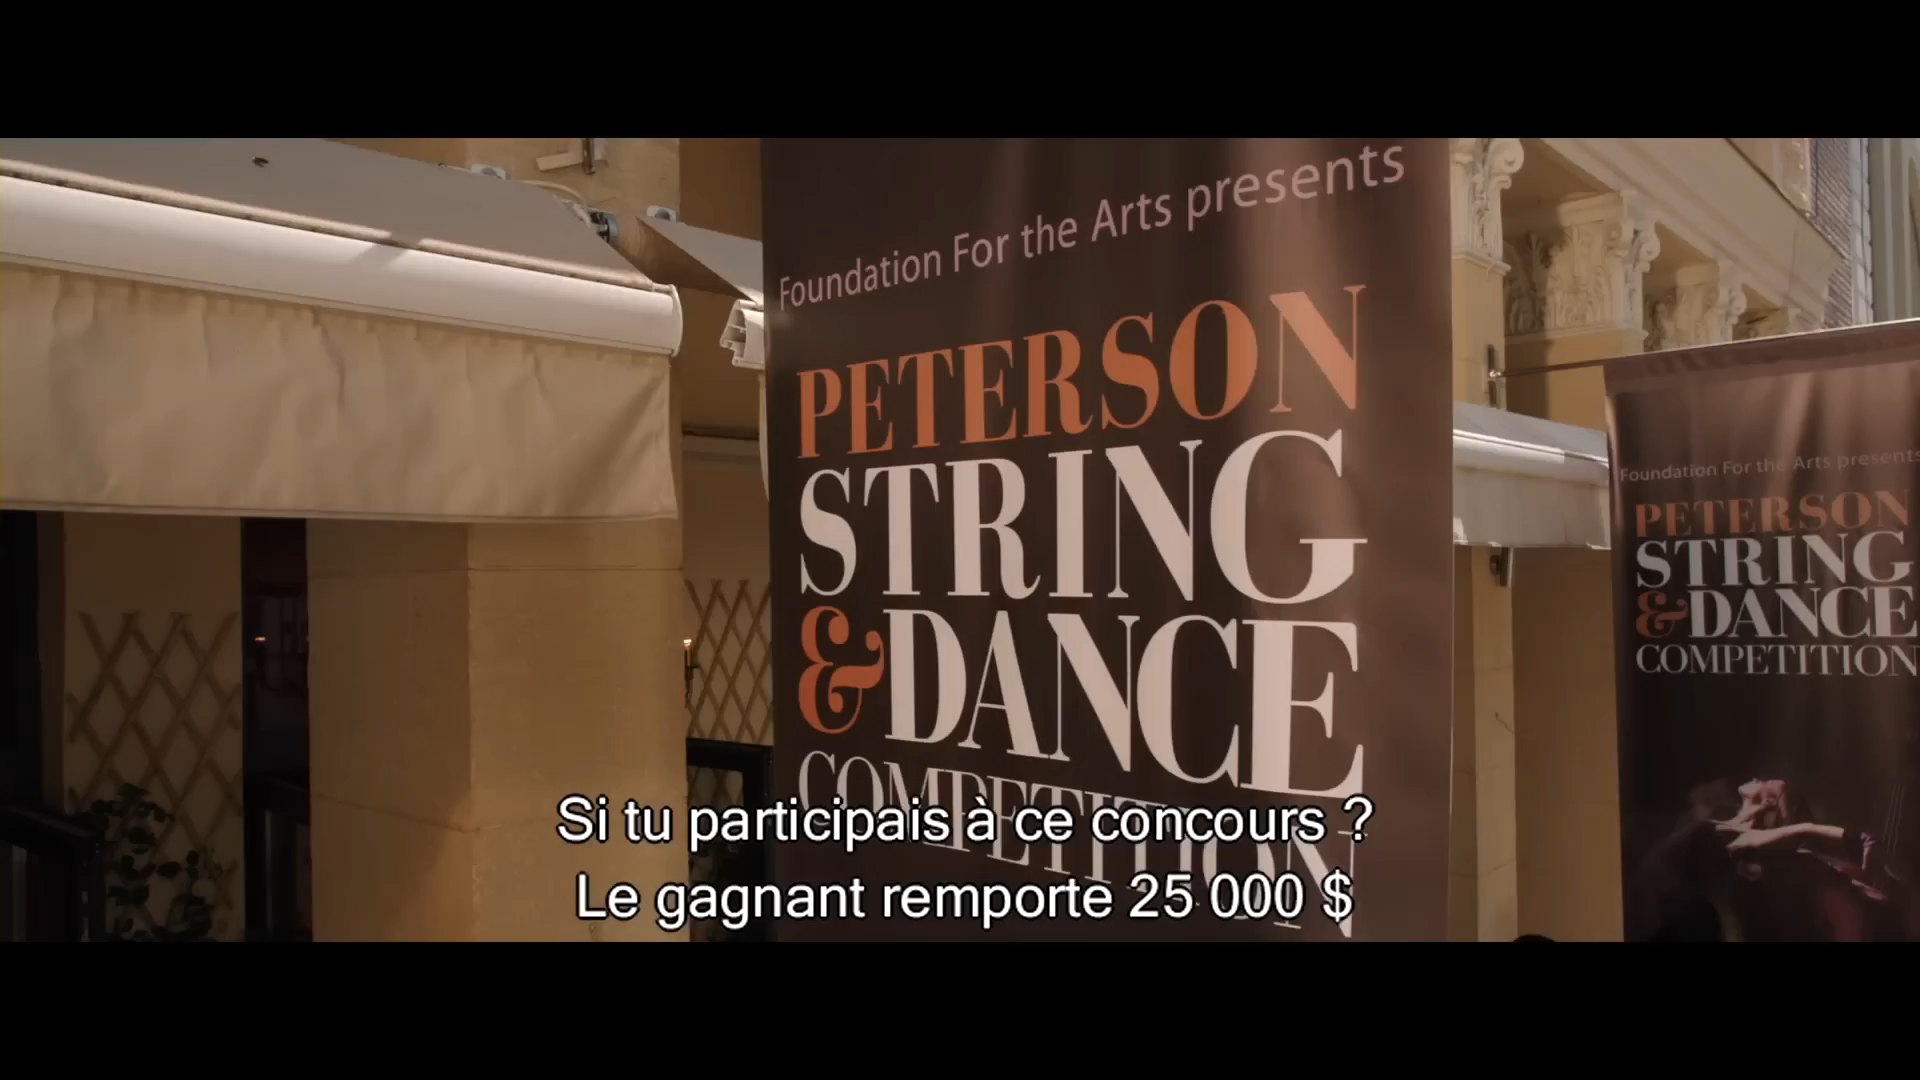 Foundation For the Arts presents
PETERSON
STRING
& DANCE
COMPETITION
Foundation For the Arts presents
PETERSON
STRING
& DANCE
COMPETITION
Si tu participais à ce concours ?
Le gagnant remporte 25 000 $